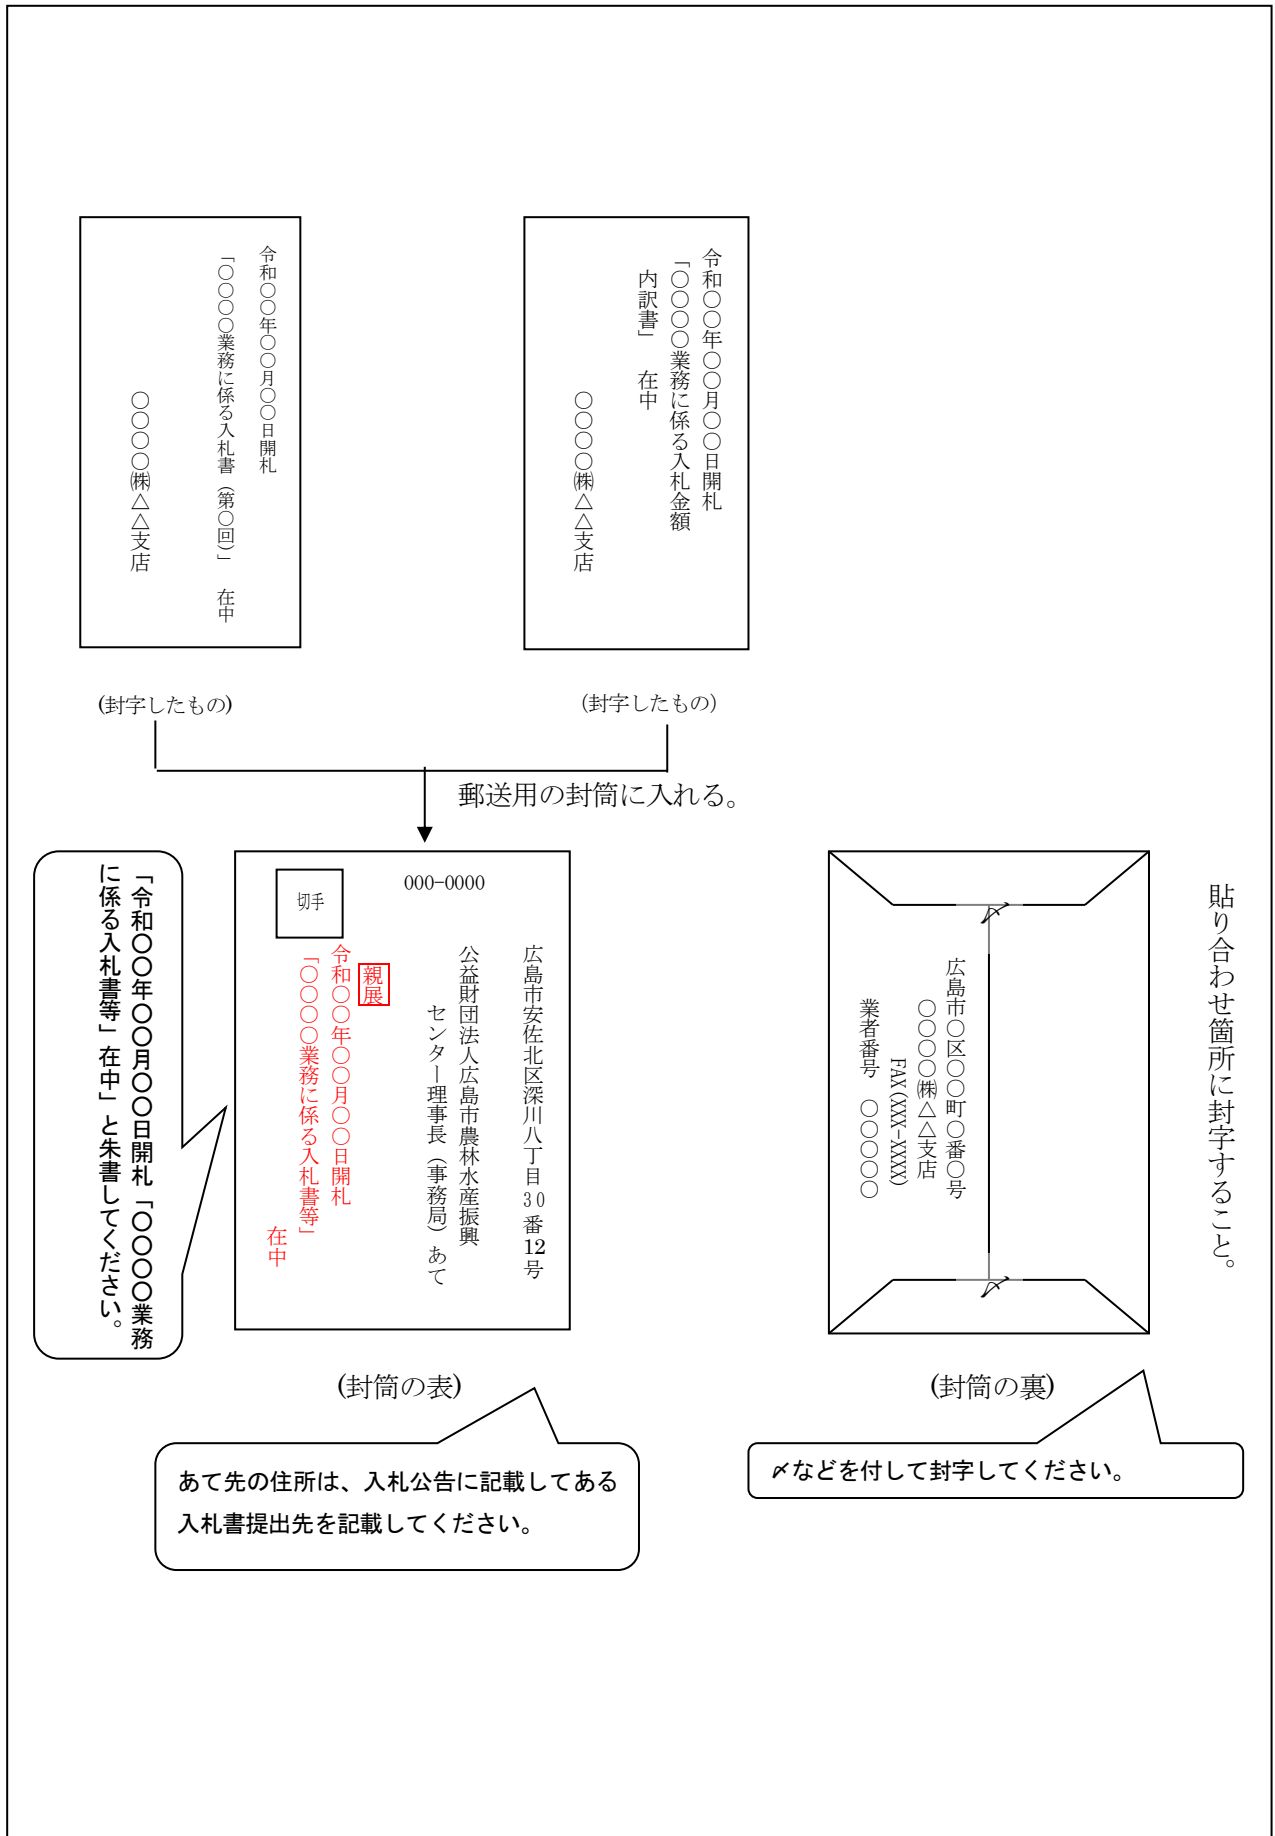 令和〇〇年〇〇月〇〇日開札
「〇〇〇〇業務に係る入札書（第〇回）」　在中
〇〇〇〇㈱△△支店
令和〇〇年〇〇月〇〇日開札
「〇〇〇〇業務に係る入札金額
内訳書」　在中
〇〇〇〇㈱△△支店
(封字したもの)
(封字したもの)
郵送用の封筒に入れる。
「令和〇〇年〇〇月〇〇日開札「〇〇〇〇業務
に係る入札書等」在中」と朱書してください。
切手
000-0000
広島市安佐北区深川八丁目30番12号
公益財団法人広島市農林水産振興
センター理事長（事務局）あて
親展
令和〇〇年〇〇月〇〇日開札
「〇〇〇〇業務に係る入札書等」
在中
(封筒の表)
あて先の住所は、入札公告に記載してある
入札書提出先を記載してください。
貼り合わせ箇所に封字すること。
〆
広島市〇区〇〇町〇番〇号
〇〇〇〇㈱△△支店
FAX(XXX-XXXX)
業者番号　〇〇〇〇〇
〆
(封筒の裏)
〆などを付して封字してください。